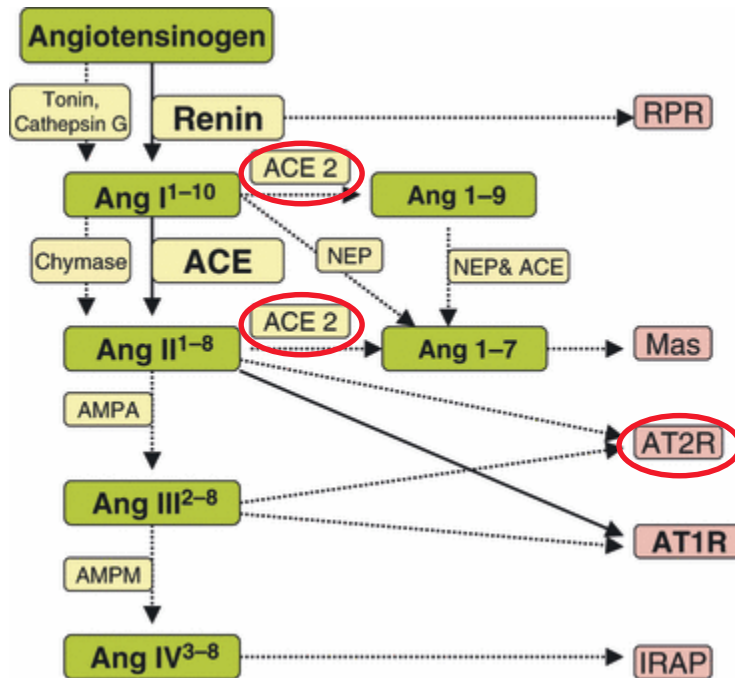 Angiotensinogen
Tonin,
Cathepsin G
Renin
RPR
ACE 2
Ang I¹⁻¹⁰
Ang 1–9
Chymase
ACE
NEP
NEP& ACE
ACE 2
Ang II¹⁻⁸
Ang 1–7
Mas
AMPA
AT2R
Ang III²⁻⁸
AT1R
AMPM
Ang IV³⁻⁸
IRAP